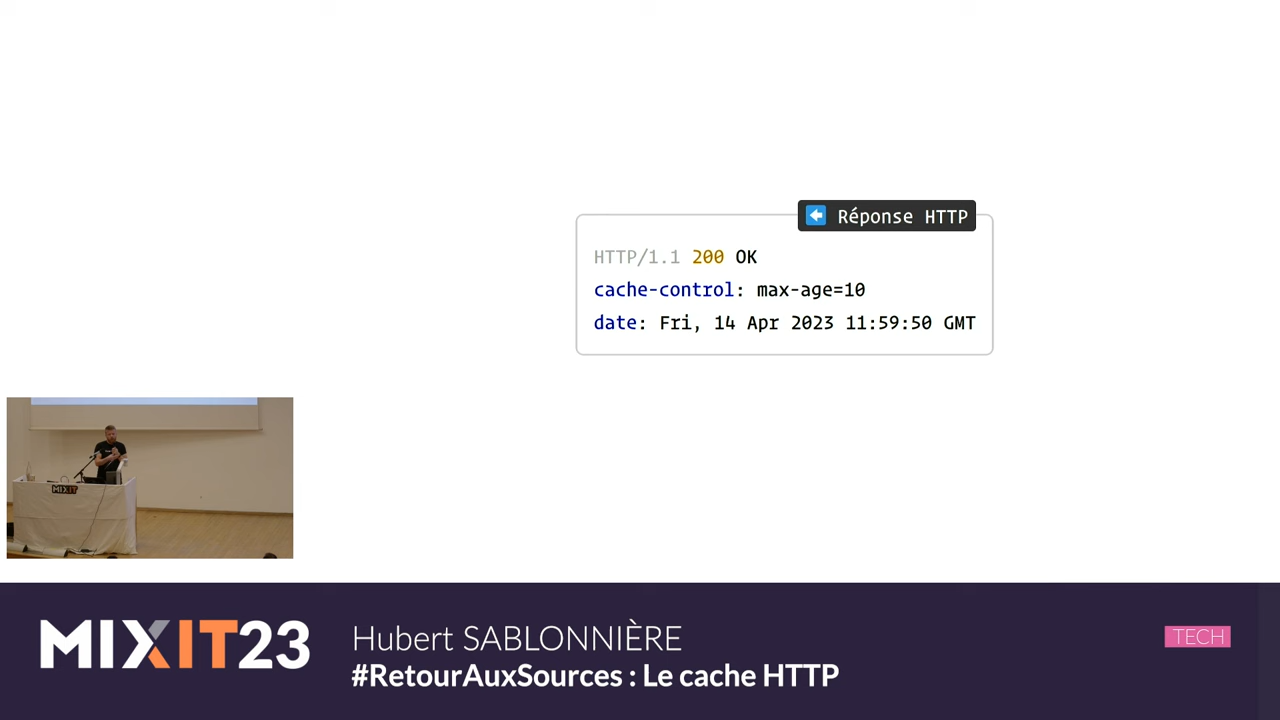 Réponse HTTP
HTTP/1.1 200 OK
cache-control: max-age=10
date: Fri, 14 Apr 2023 11:59:50 GMT
MIXIT
MIXIT23
Hubert SABLONNIÈRE
#RetourAuxSources : Le cache HTTP
TECH